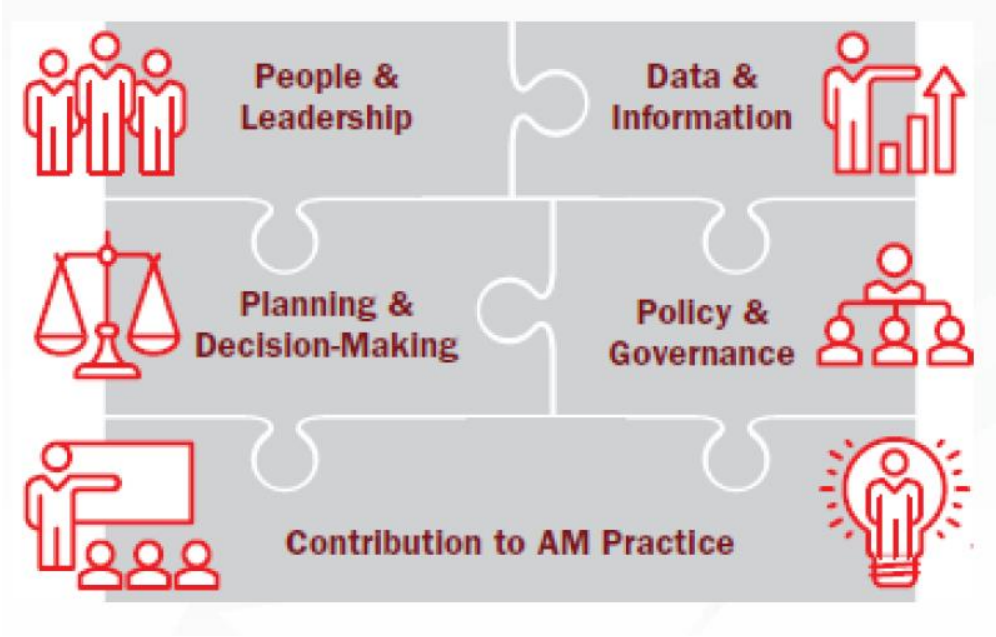 People &
Leadership
Data &
Information
Planning &
Decision-Making
Policy &
Governance
Contribution to AM Practice